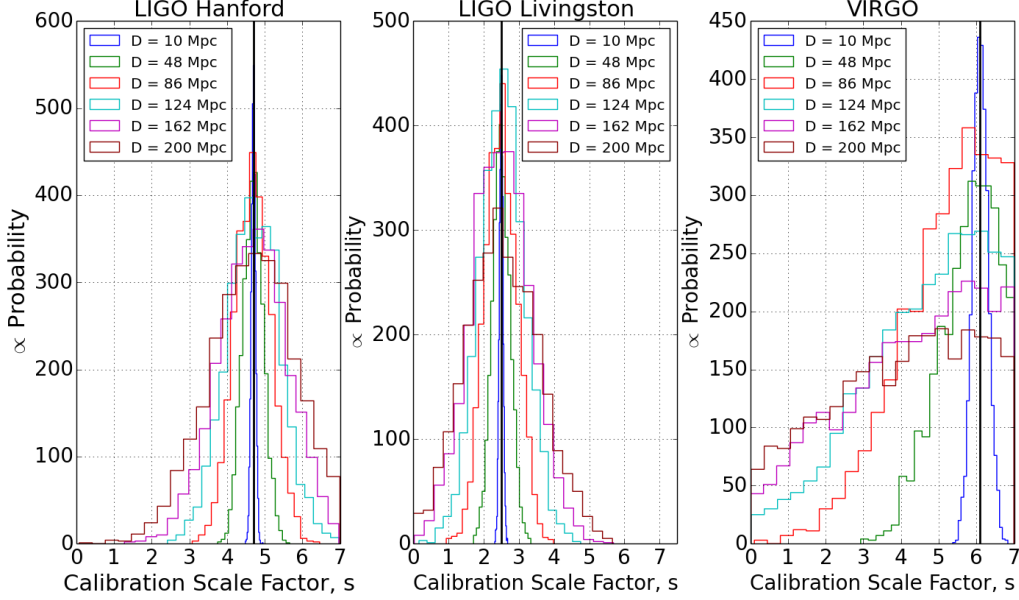 LIGO Hanford
∝ Probability
600
500
400
300
200
100
0
D = 10 Mpc
D = 48 Mpc
D = 86 Mpc
D = 124 Mpc
D = 162 Mpc
D = 200 Mpc
0 1 2 3 4 5 6 7
Calibration Scale Factor, s
LIGO Livingston
∝ Probability
500
400
300
200
100
0
D = 10 Mpc
D = 48 Mpc
D = 86 Mpc
D = 124 Mpc
D = 162 Mpc
D = 200 Mpc
0 1 2 3 4 5 6 7
Calibration Scale Factor, s
VIRGO
∝ Probability
450
400
350
300
250
200
150
100
50
0
D = 10 Mpc
D = 48 Mpc
D = 86 Mpc
D = 124 Mpc
D = 162 Mpc
D = 200 Mpc
0 1 2 3 4 5 6 7
Calibration Scale Factor, s